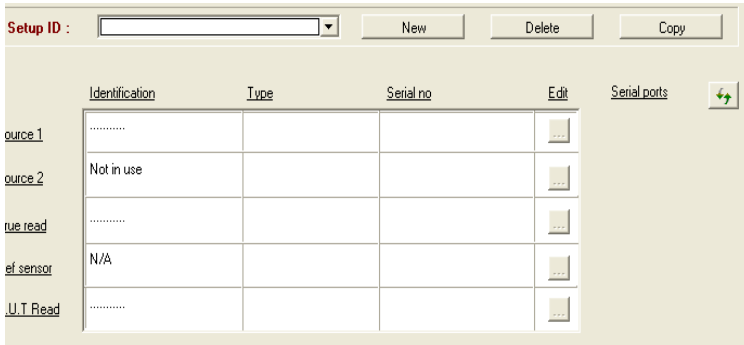 Setup ID :
New
Delete
Copy
Identification
Type
Serial no
Edit
Serial ports
ource 1
...........
...
ource 2
Not in use
...
rue read
...........
...
ef sensor
N/A
...
.U.T Read
...........
...